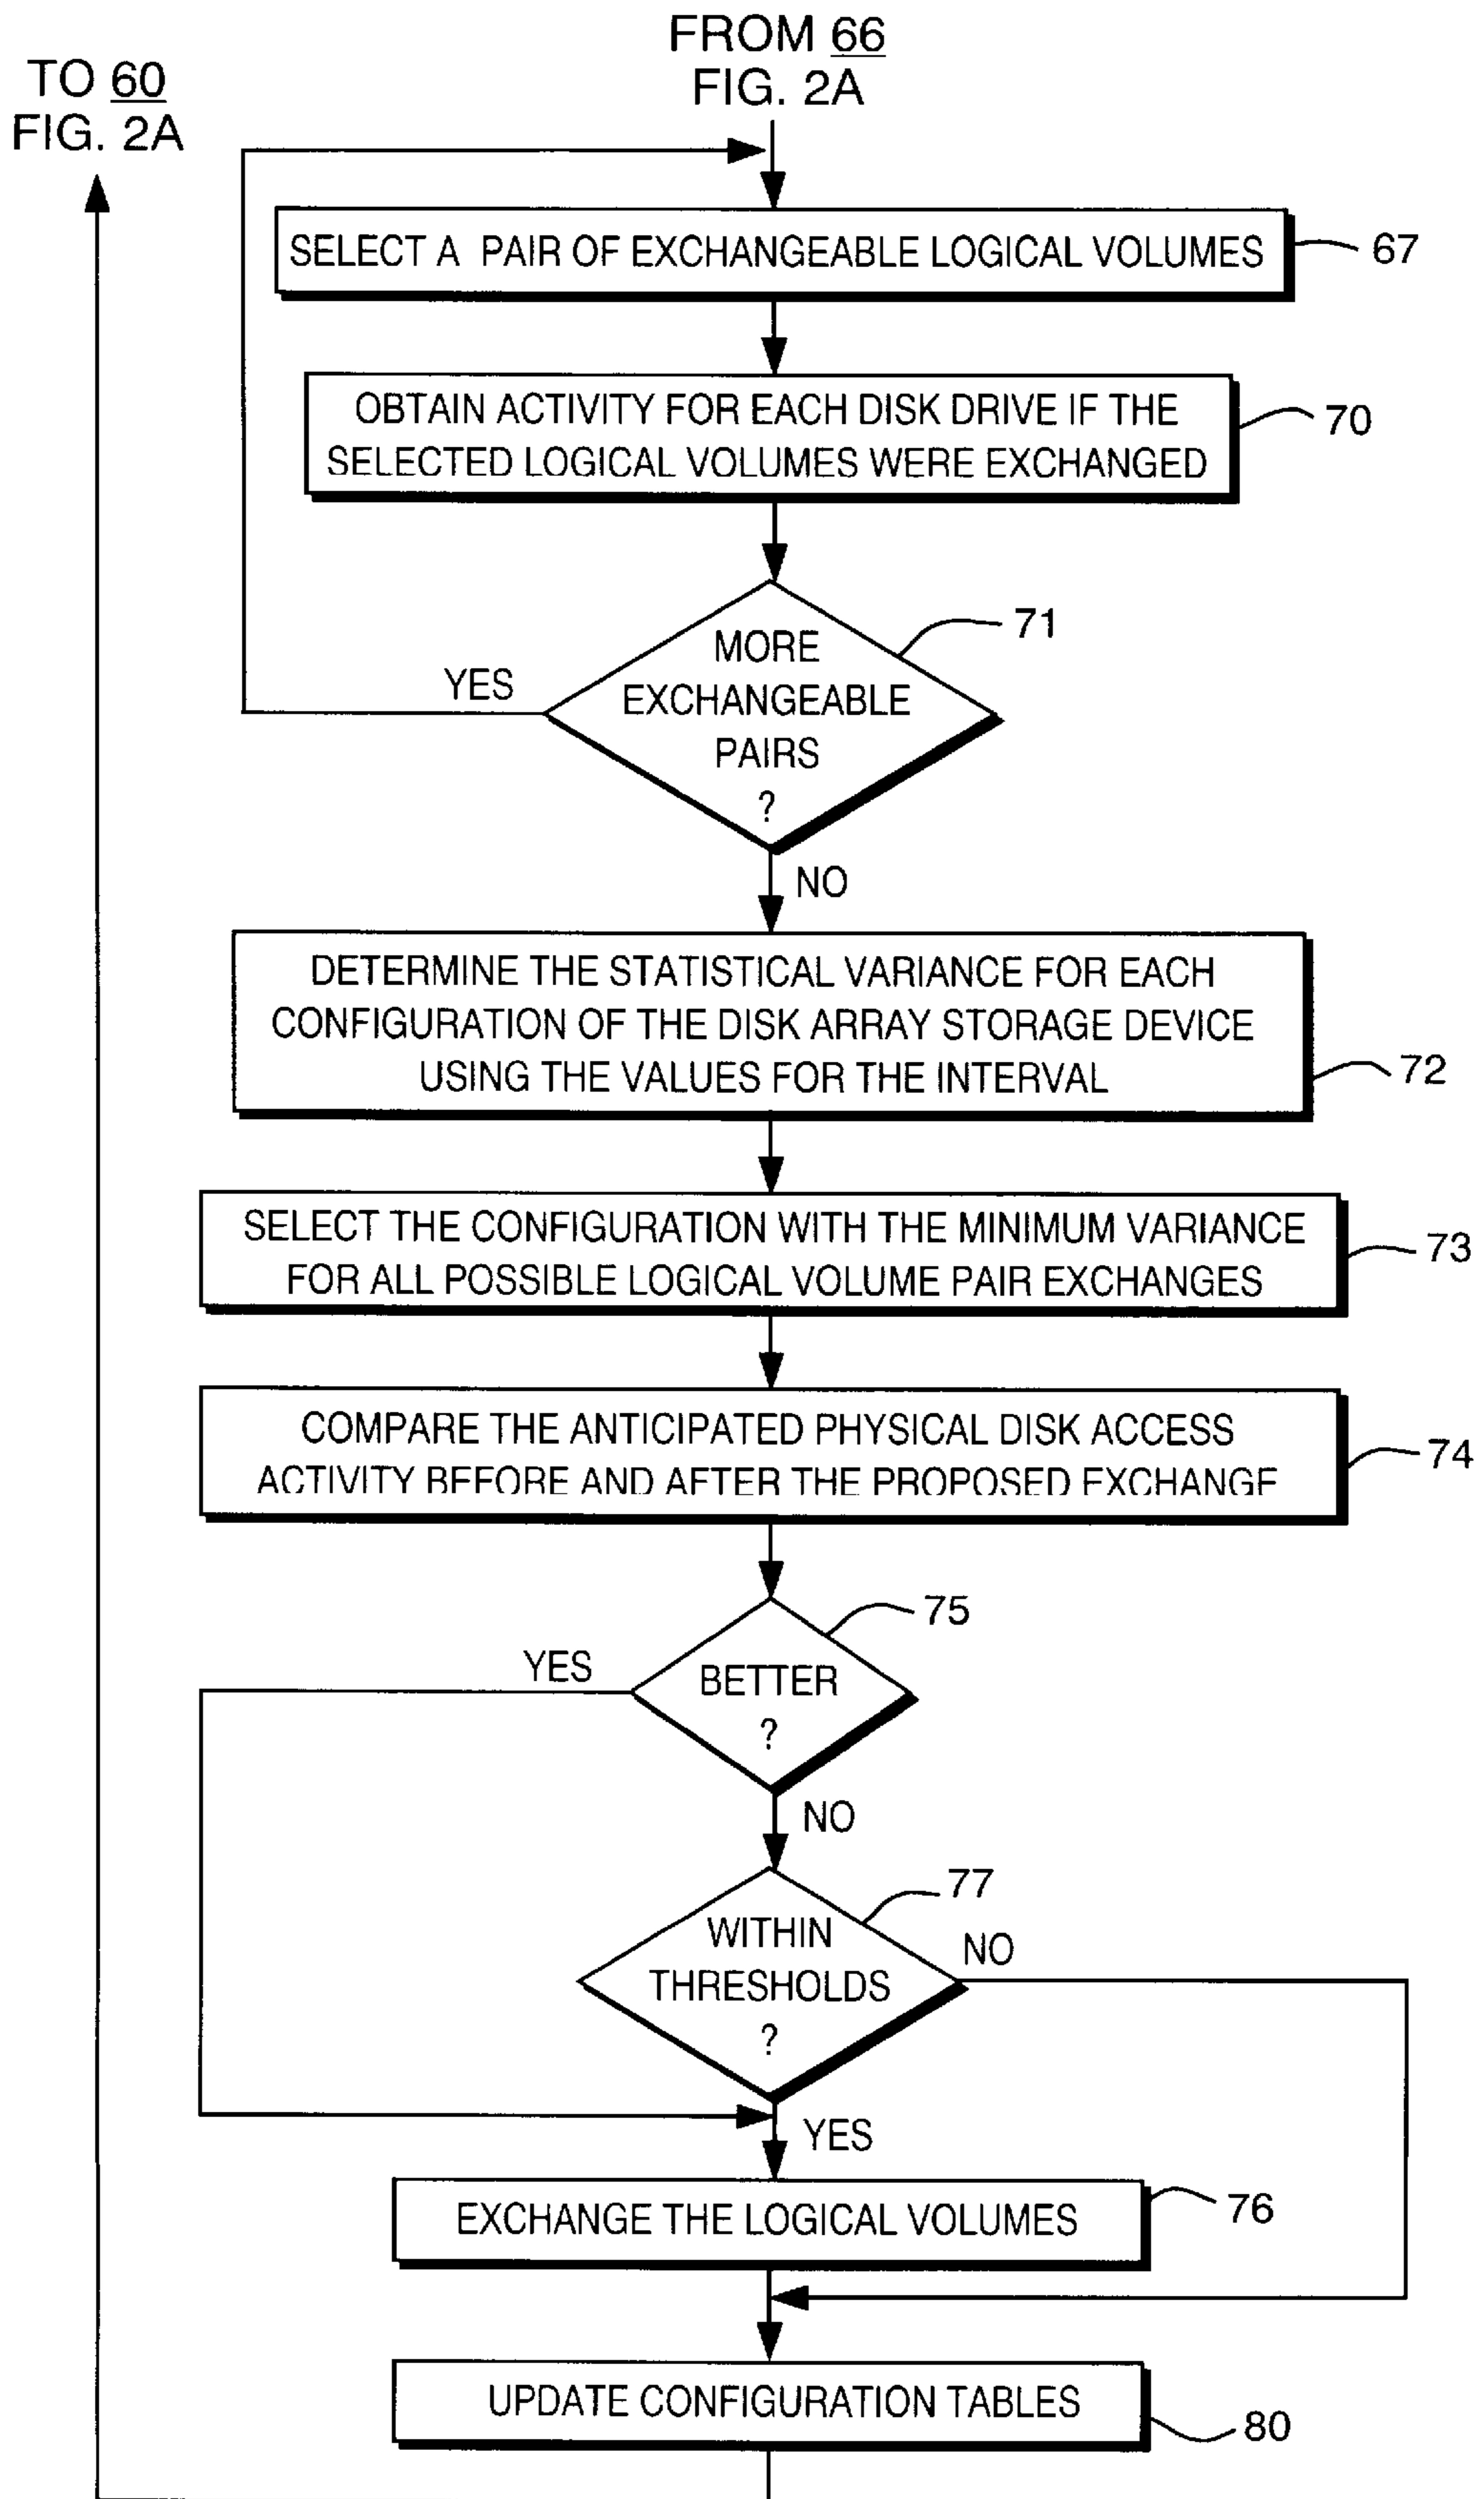 FROM 66
FIG. 2A
TO 60
FIG. 2A
SELECT A PAIR OF EXCHANGEABLE LOGICAL VOLUMES
67
OBTAIN ACTIVITY FOR EACH DISK DRIVE IF THE
SELECTED LOGICAL VOLUMES WERE EXCHANGED
70
MORE
EXCHANGEABLE
PAIRS
?
71
YES
NO
DETERMINE THE STATISTICAL VARIANCE FOR EACH
CONFIGURATION OF THE DISK ARRAY STORAGE DEVICE
USING THE VALUES FOR THE INTERVAL
72
SELECT THE CONFIGURATION WITH THE MINIMUM VARIANCE
FOR ALL POSSIBLE LOGICAL VOLUME PAIR EXCHANGES
73
COMPARE THE ANTICIPATED PHYSICAL DISK ACCESS
ACTIVITY BEFORE AND AFTER THE PROPOSED EXCHANGE
74
75
YES
BETTER
?
NO
77
WITHIN
THRESHOLDS
?
NO
YES
EXCHANGE THE LOGICAL VOLUMES
76
UPDATE CONFIGURATION TABLES
80